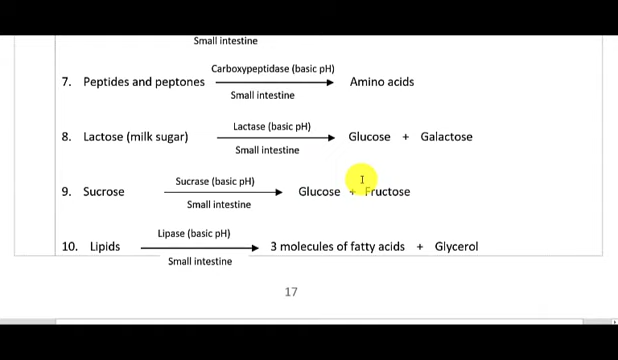 Small intestine
Carboxypeptidase (basic pH)
7. Peptides and peptones Amino acids
Small intestine
Lactase (basic pH)
8. Lactose (milk sugar) Glucose + Galactose
Small intestine
Sucrase (basic pH)
9. Sucrose Glucose + Fructose
Small intestine
Lipase (basic pH)
10. Lipids 3 molecules of fatty acids + Glycerol
Small intestine
17